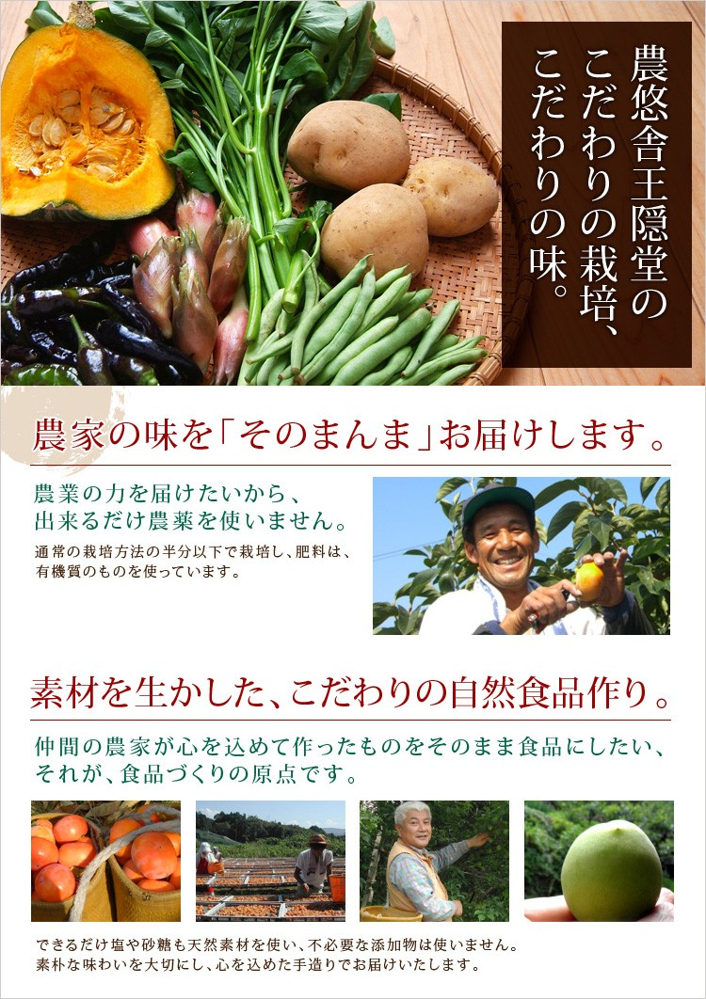 農悠舎王隠堂の
こだわりの栽培、
こだわりの味。
農家の味を「そのまんま」お届けします。
農業の力を届けたいから、
出来るだけ農薬を使いません。
通常の栽培方法の半分以下で栽培し、肥料は、
有機質のものを使っています。
素材を生かした、こだわりの自然食品作り。
仲間の農家が心を込めて作ったものをそのまま食品にしたい、
それが、食品づくりの原点です。
できるだけ塩や砂糖も天然素材を使い、不必要な添加物は使いません。
素朴な味わいを大切にし、心を込めた手造りでお届けいたします。